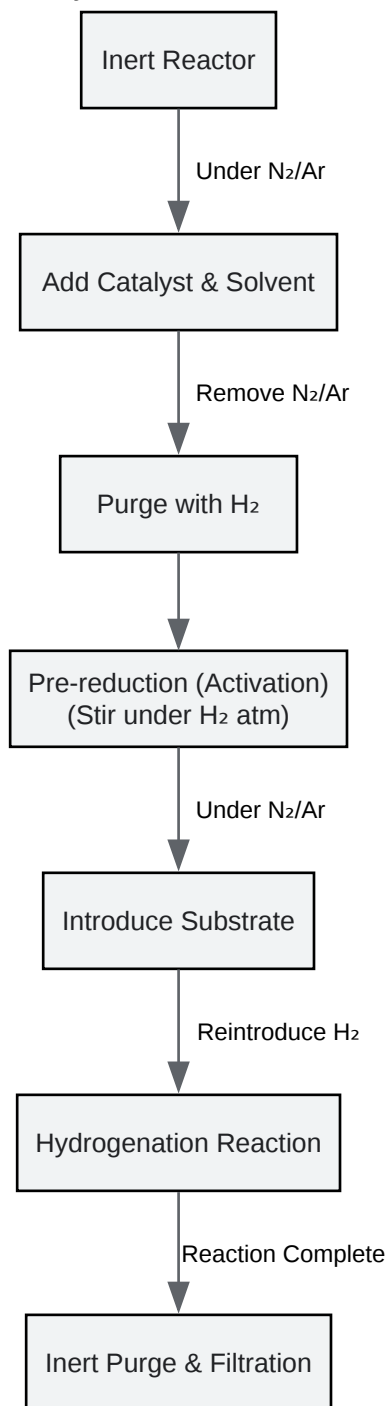 Inert Reactor
Under N₂/Ar
Add Catalyst & Solvent
Remove N₂/Ar
Purge with H₂
Pre-reduction (Activation)
(Stir under H₂ atm)
Under N₂/Ar
Introduce Substrate
Reintroduce H₂
Hydrogenation Reaction
Reaction Complete
Inert Purge & Filtration